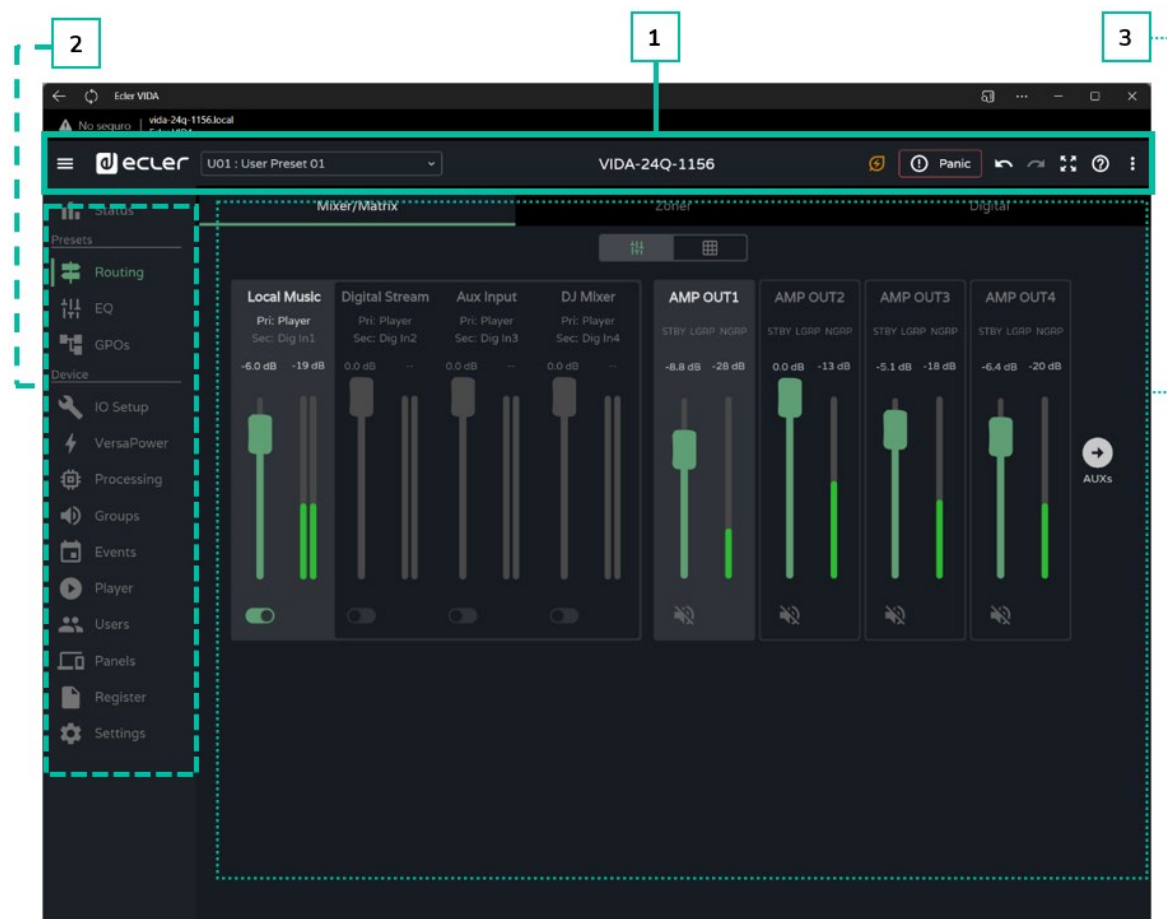 2 1 3
Ecler VIDA
No seguro | vida-24q-1156.local
Ecler VIDA
ecler U01 : User Preset 01 VIDA-24Q-1156 Panic
Status Mixer/Matrix Zoner Digital
Presets
Routing
EQ
GPOs
Device
IO Setup
VersaPower
Processing
Groups
Events
Player
Users
Panels
Register
Settings
Local Music Digital Stream Aux Input DJ Mixer AMP OUT1 AMP OUT2 AMP OUT3 AMP OUT4
Pri: Player Pri: Player Pri: Player Pri: Player
Sec: Dig In1 Sec: Dig In2 Sec: Dig In3 Sec: Dig In4
STBY LGRP NGRP STBY LGRP NGRP STBY LGRP NGRP STBY LGRP NGRP
-6.0 dB -19 dB 0.0 dB -- 0.0 dB -- 0.0 dB -- -8.8 dB -28 dB 0.0 dB -13 dB -5.1 dB -18 dB -6.4 dB -20 dB
AUXs